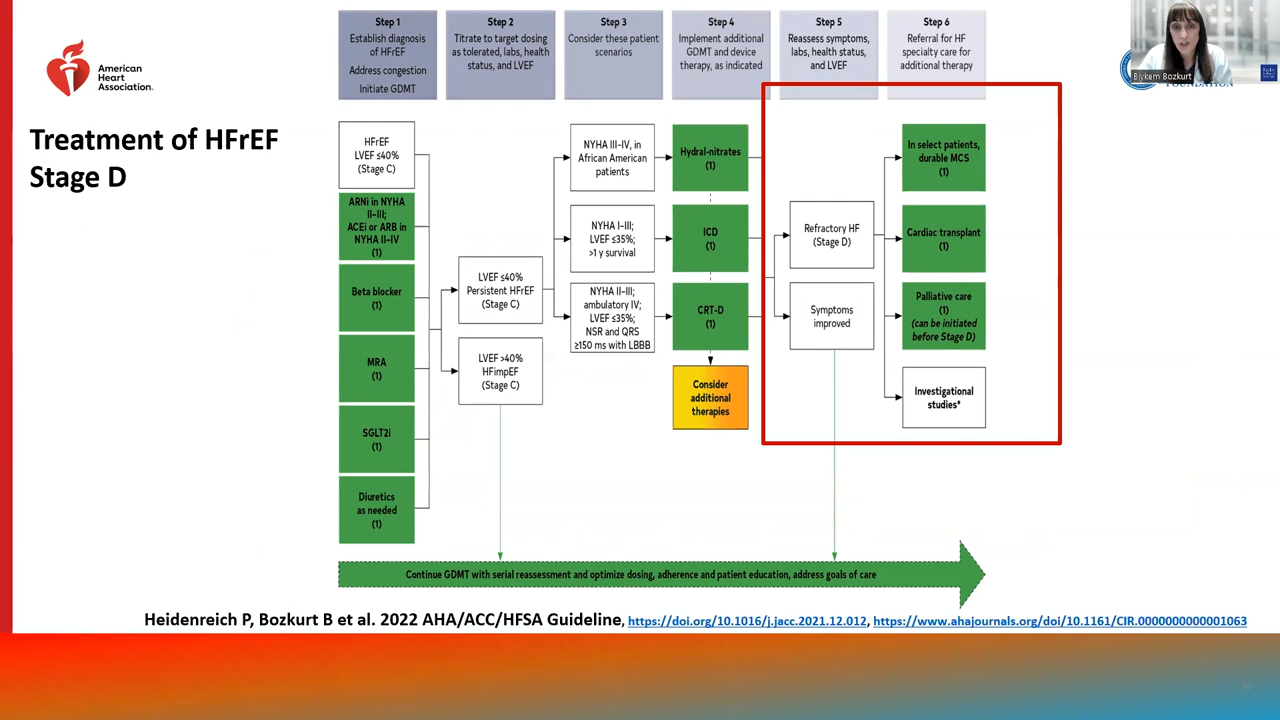 American
Heart
Association.
Treatment of HFrEF
Stage D
Step 1
Establish diagnosis
of HFrEF
Address congestion
Initiate GDMT
Step 2
Titrate to target dosing
as tolerated, labs, health
status, and LVEF
Step 3
Consider these patient
scenarios
Step 4
Implement additional
GDMT and device
therapy, as indicated
Step 5
Reassess symptoms,
labs, health status,
and LVEF
Step 6
Referral for HF
specialty care for
additional therapy
Biykem Bozkurt
FOUNDATION
HFrEF
LVEF ≤40%
(Stage C)
ARNi in NYHA
II–III;
ACEi or ARB in
NYHA II–IV
(1)
Beta blocker
(1)
MRA
(1)
SGLT2i
(1)
Diuretics
as needed
(1)
LVEF ≤40%
Persistent HFrEF
(Stage C)
LVEF >40%
HFimpEF
(Stage C)
NYHA III–IV, in
African American
patients
NYHA I–III;
LVEF ≤35%;
>1 y survival
NYHA II–III;
ambulatory IV;
LVEF ≤35%;
NSR and QRS
≥150 ms with LBBB
Hydral-nitrates
(1)
ICD
(1)
CRT-D
(1)
Consider
additional
therapies
Refractory HF
(Stage D)
Symptoms
improved
In select patients,
durable MCS
(1)
Cardiac transplant
(1)
Palliative care
(1)
(can be initiated
before Stage D)
Investigational
studies*
Continue GDMT with serial reassessment and optimize dosing, adherence and patient education, address goals of care
Heidenreich P, Bozkurt B et al. 2022 AHA/ACC/HFSA Guideline, https://doi.org/10.1016/j.jacc.2021.12.012, https://www.ahajournals.org/doi/10.1161/CIR.0000000000001063